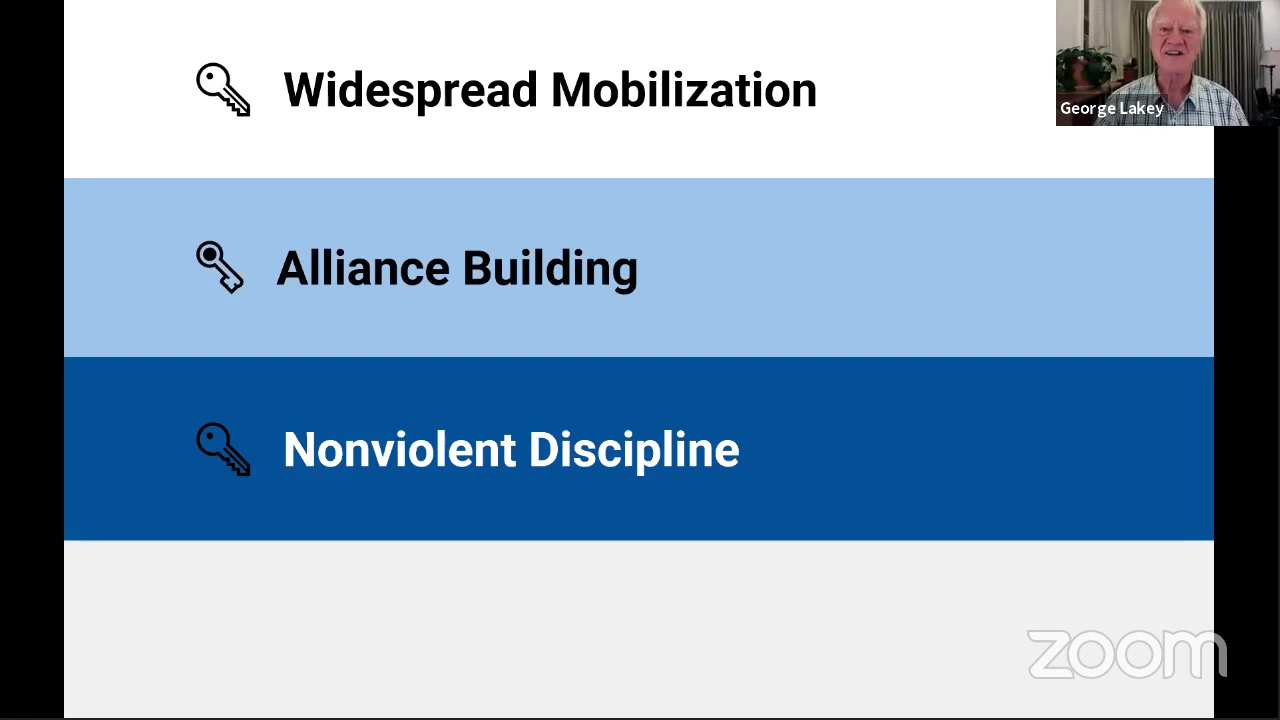 Widespread Mobilization
George Lakey
Alliance Building
Nonviolent Discipline
zoom